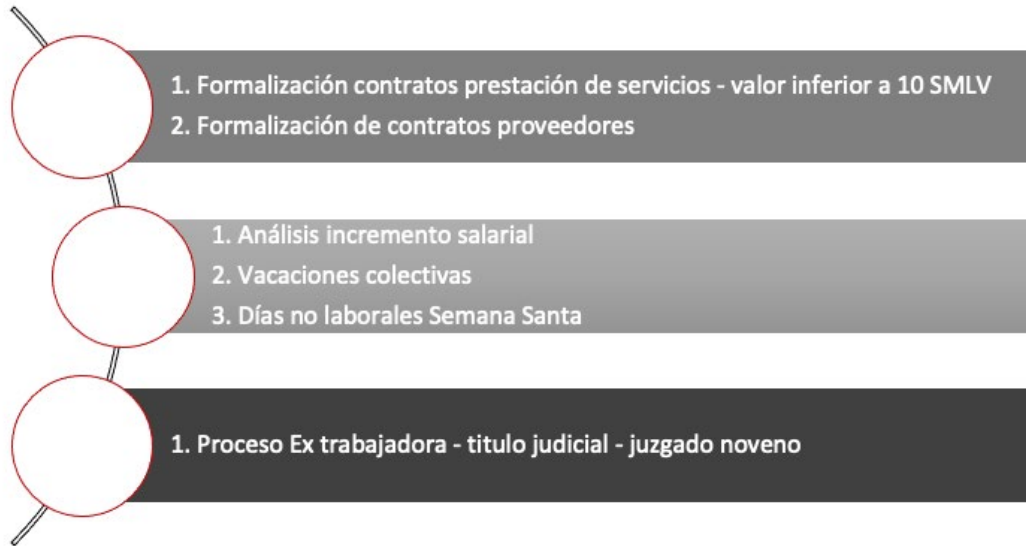 1. Formalización contratos prestación de servicios - valor inferior a 10 SMLV
2. Formalización de contratos proveedores
1. Análisis incremento salarial
2. Vacaciones colectivas
3. Días no laborales Semana Santa
1. Proceso Ex trabajadora - titulo judicial - juzgado noveno